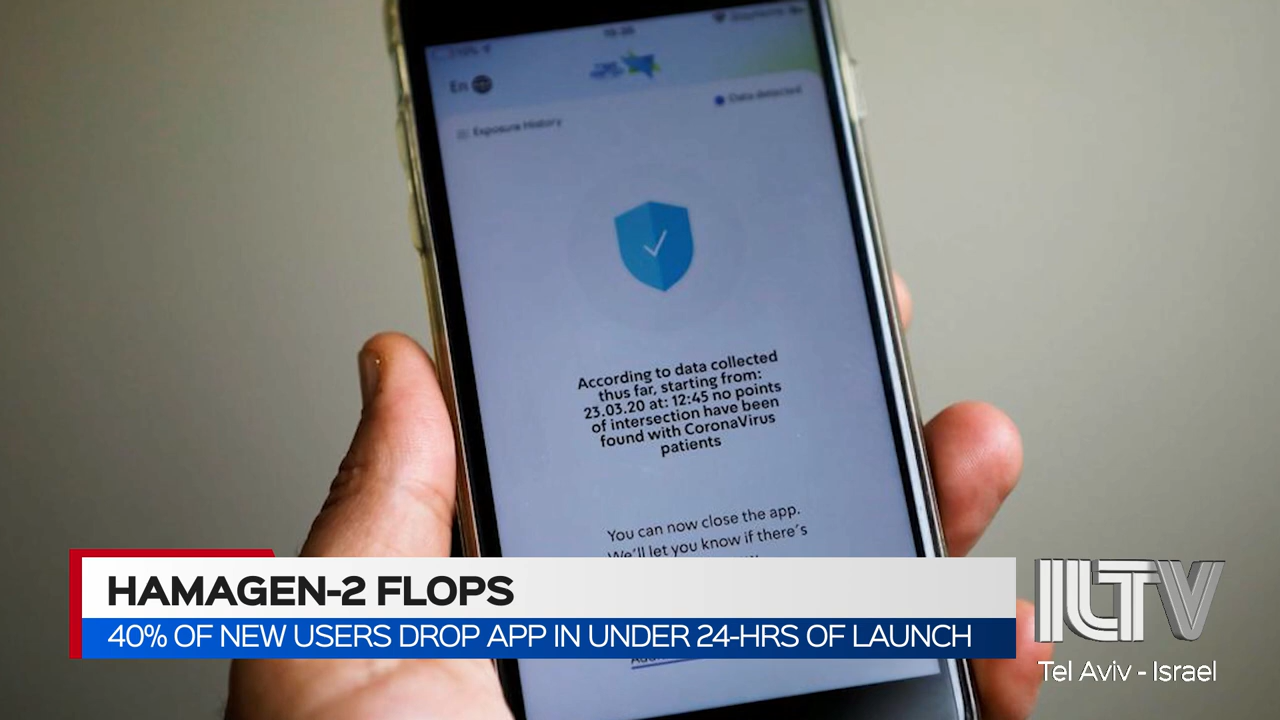 En
Data detected
Exposure History
According to data collected
thus far, starting from:
23.03.20 at: 12:45 no points
of intersection have been
found with CoronaVirus
patients
You can now close the app.
We'll let you know if there's
HAMAGEN-2 FLOPS
40% OF NEW USERS DROP APP IN UNDER 24-HRS OF LAUNCH
ILTV
Tel Aviv - Israel